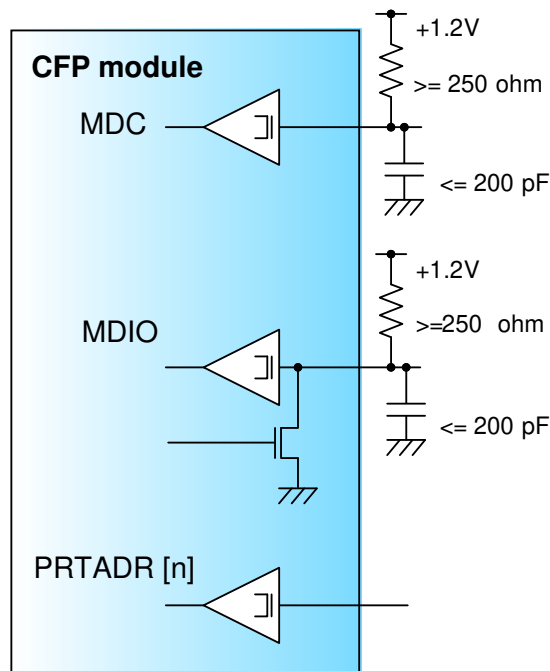 +1.2V
CFP module
>= 250 ohm
MDC
<= 200 pF
+1.2V
MDIO
>=250 ohm
<= 200 pF
PRTADR [n]